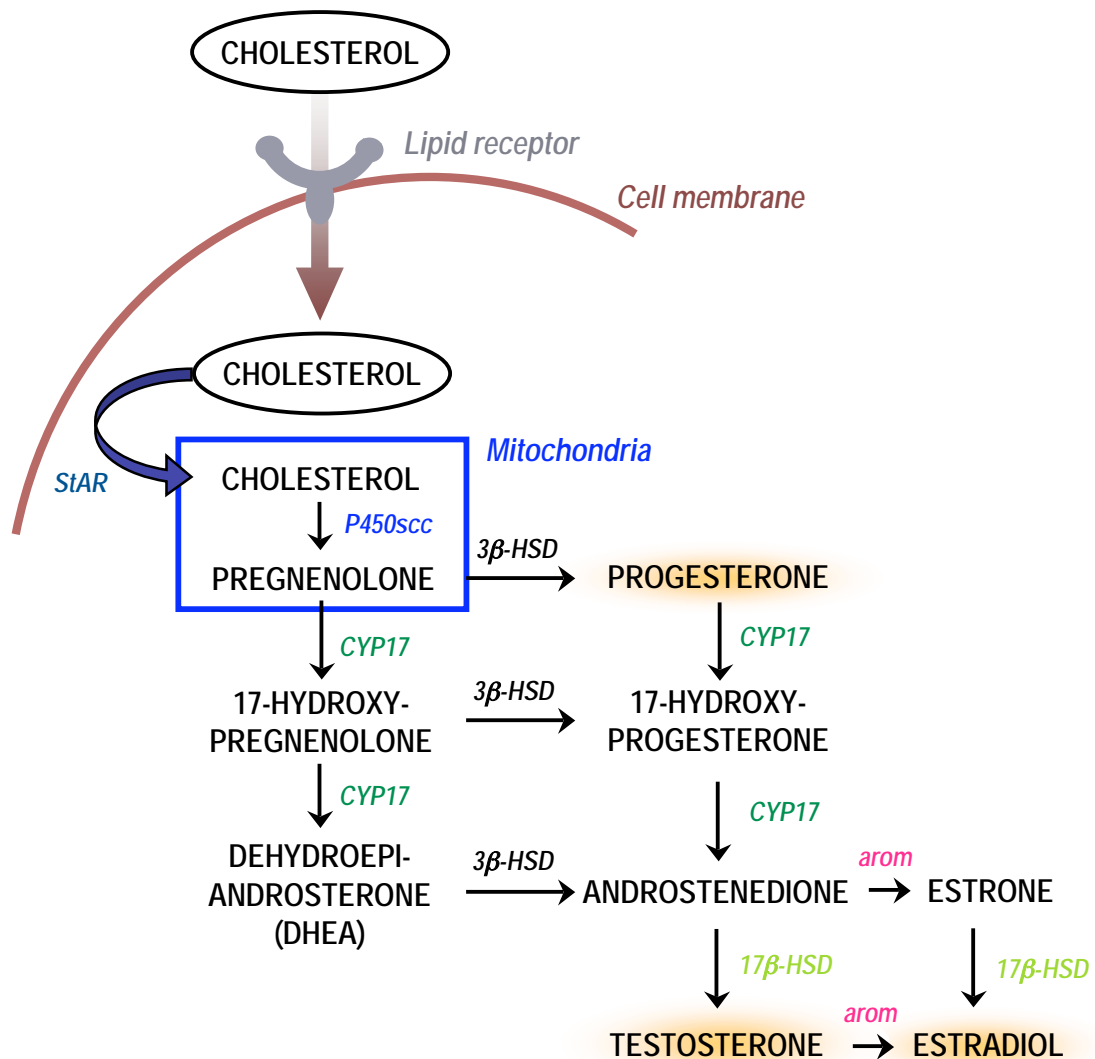 CHOLESTEROL
Lipid receptor
Cell membrane
CHOLESTEROL
Mitochondria
StAR
CHOLESTEROL
P450scc
3β-HSD
PREGNENOLONE
PROGESTERONE
CYP17
CYP17
3β-HSD
17-HYDROXY-
PREGNENOLONE
17-HYDROXY-
PROGESTERONE
CYP17
CYP17
3β-HSD
arom
DEHYDROEPI-
ANDROSTERONE
(DHEA)
ANDROSTENEDIONE
ESTRONE
17β-HSD
17β-HSD
arom
TESTOSTERONE
ESTRADIOL